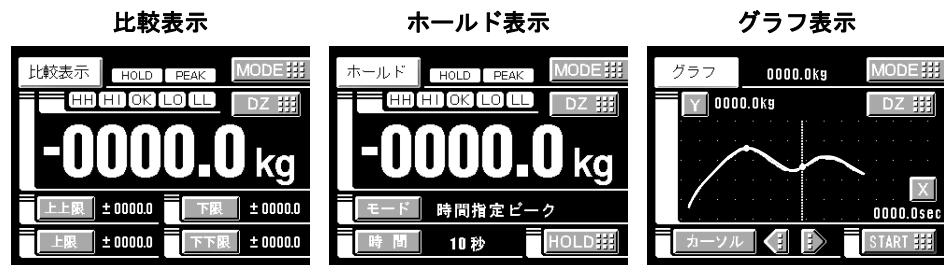 比較表示
比較表示 HOLD PEAK MODE
HH HI OK LO LL DZ
-0000.0 kg
上上限 ±0000.0 下限 ±0000.0
上限 ±0000.0 下下限 ±0000.0
ホールド表示
ホールド HOLD PEAK MODE
HH HI OK LO LL DZ
-0000.0 kg
モード 時間指定ピーク
時間 10秒 HOLD
グラフ表示
グラフ 0000.0kg MODE
Y 0000.0kg DZ
X
0000.0sec
カーソル START